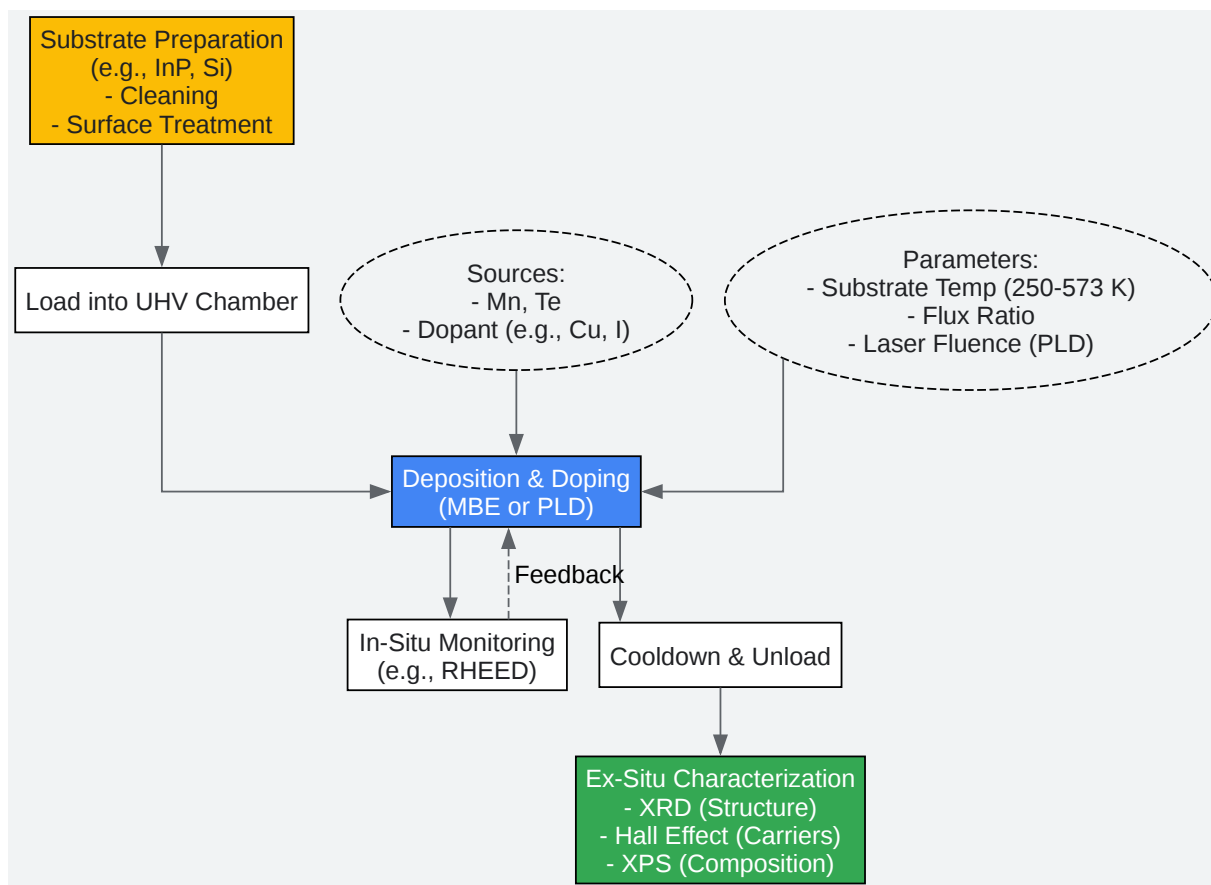 Substrate Preparation
(e.g., InP, Si)
- Cleaning
- Surface Treatment
Load into UHV Chamber
Sources:
- Mn, Te
- Dopant (e.g., Cu, I)
Parameters:
- Substrate Temp (250-573 K)
- Flux Ratio
- Laser Fluence (PLD)
Deposition & Doping
(MBE or PLD)
Feedback
In-Situ Monitoring
(e.g., RHEED)
Cooldown & Unload
Ex-Situ Characterization
- XRD (Structure)
- Hall Effect (Carriers)
- XPS (Composition)